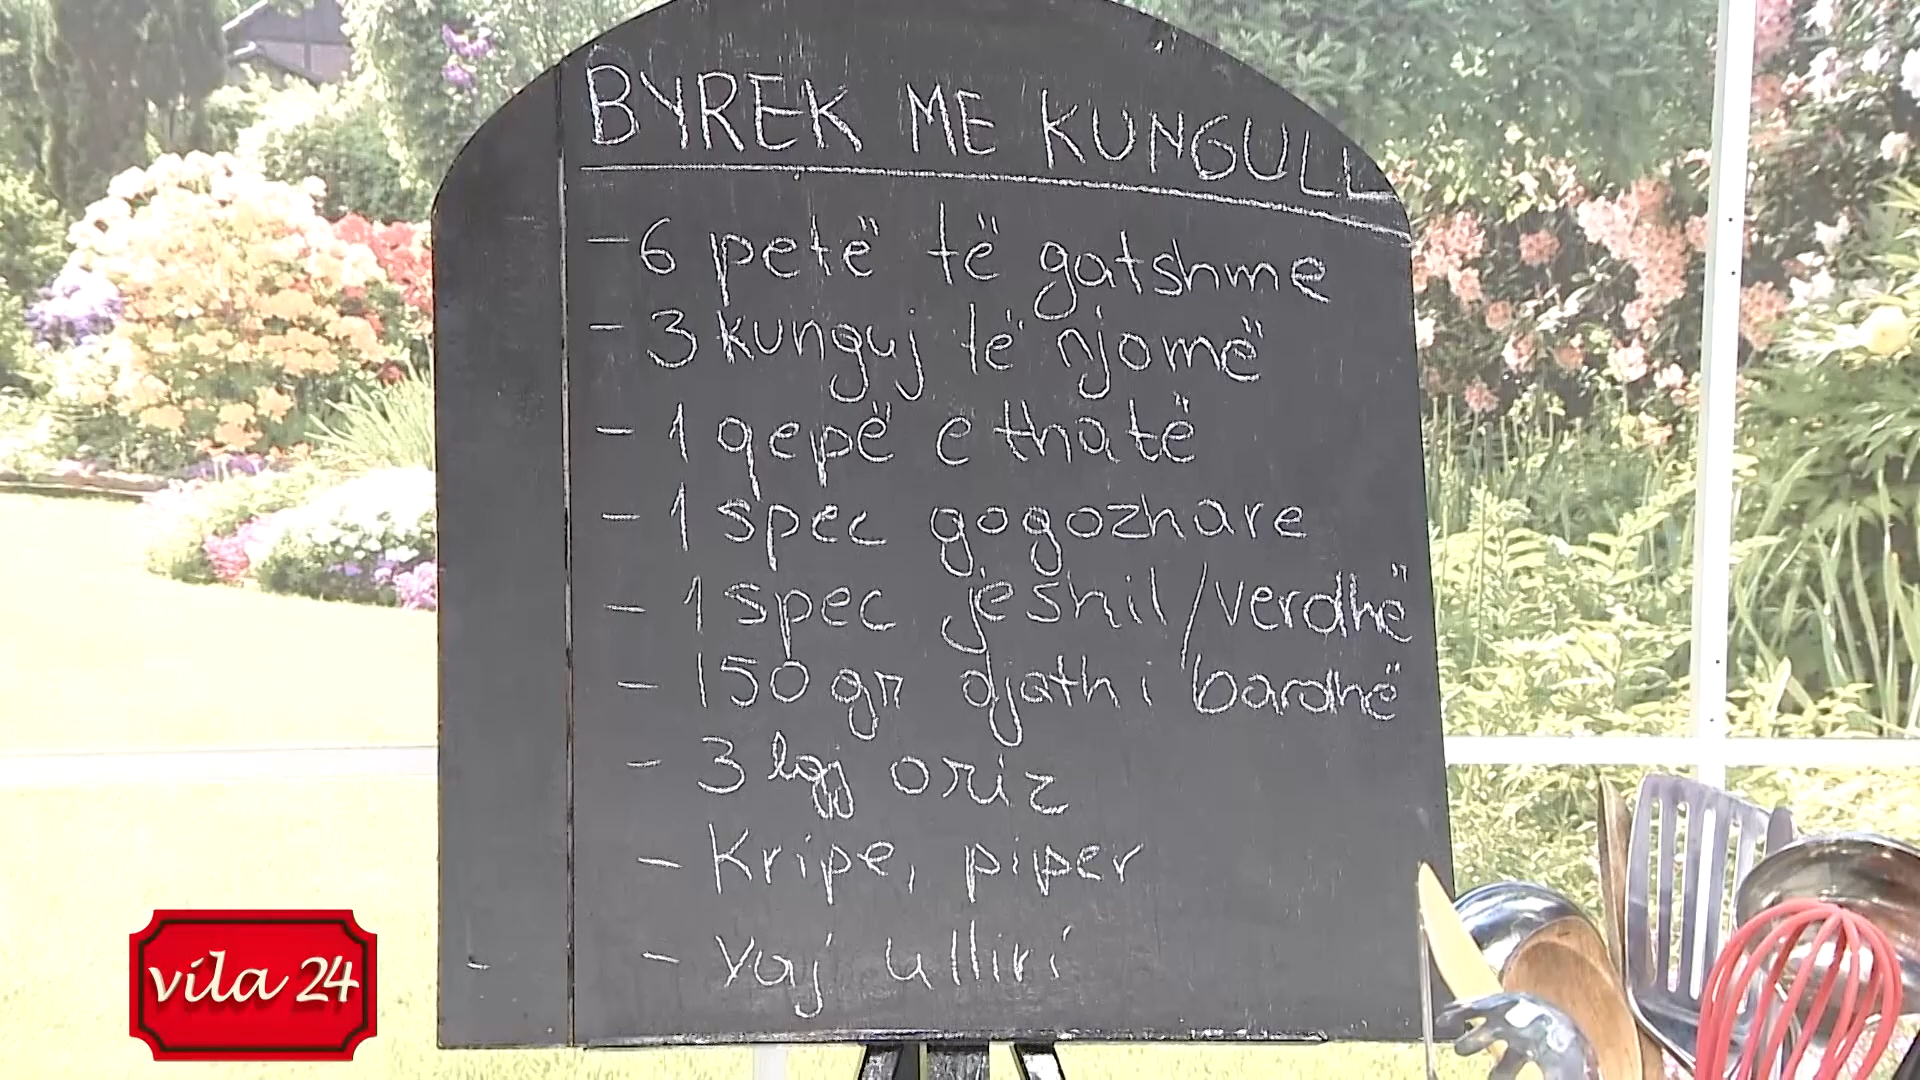 BYREK ME KUNGULL
- 6 petë të gatshme
- 3 kunguj të njomë
- 1 qepë e thatë
- 1 spec gogozhare
- 1 spec jeshil/verdhë
- 150 gr djath i bardhë
- 3 lgj oriz
- Kripe, piper
- Vaj ulliri
vila 24